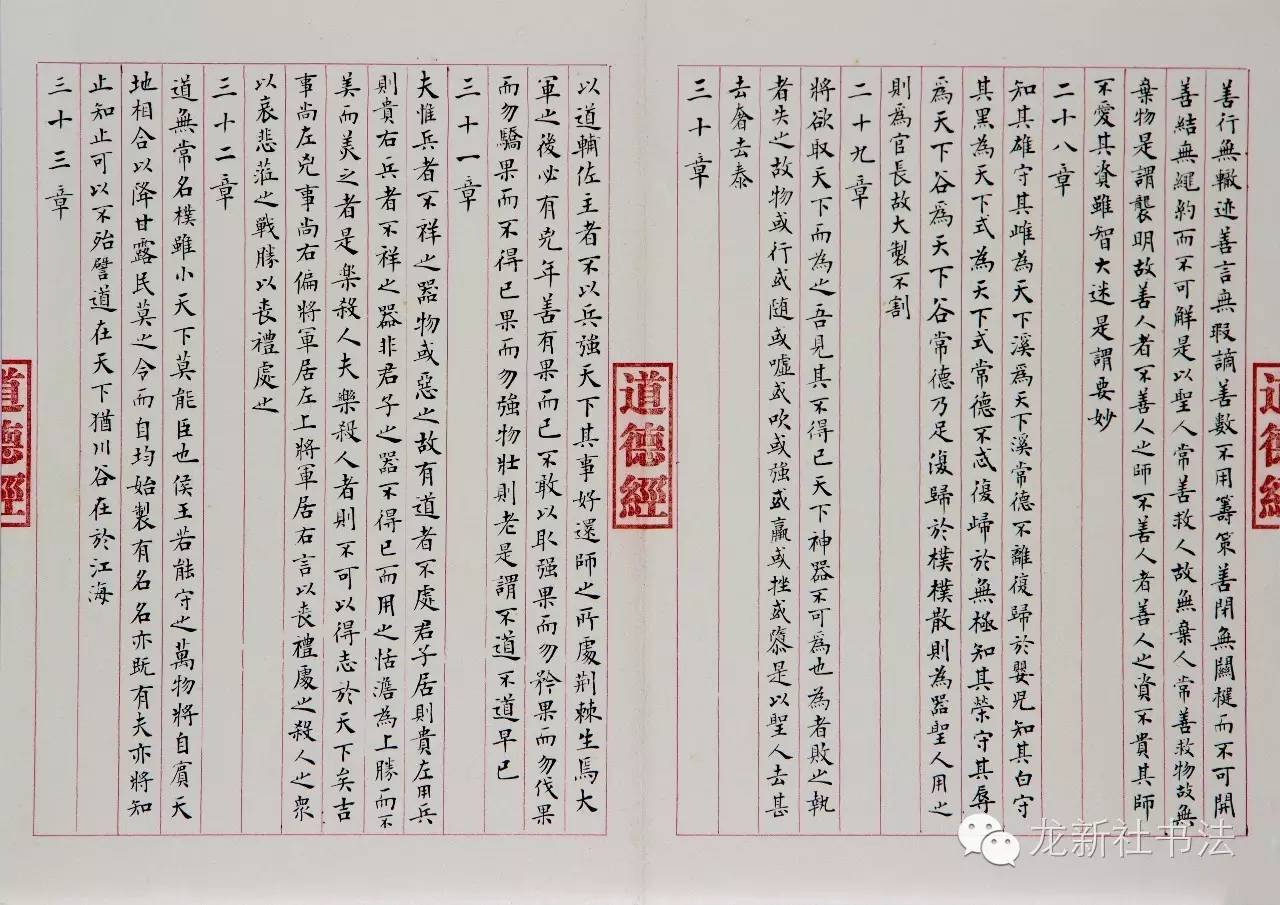 善行無轍迹善言無瑕謫善數不用籌策善閉無關楗而不可開
善結無繩約而不可解是以聖人常善救人故無棄人常善救物故無
棄物是謂襲明故善人者不善人之師不善人者善人之資不貴其師
不愛其資雖智大迷是謂要妙
二十八章
知其雄守其雌為天下溪爲天下溪常德不離復歸於嬰兒知其白守
其黑為天下式為天下式常德不忒復歸於無極知其榮守其辱
爲天下谷爲天下谷常德乃足復歸於樸樸散則為器聖人用之
則爲官長故大製不割
二十九章
將欲取天下而為之吾見其不得已天下神器不可爲也為者敗之執
者失之故物或行或随或噓或吹或強或羸或挫或隳是以聖人去甚
去奢去泰
三十章
以道輔佐王者不以兵強天下其事好還師之所處荆棘生焉大
軍之後必有兇年善有果而已不敢以取强果而勿矜果而勿伐果
而勿驕果而不得已果而勿強物壯則老是謂不道不道早已
三十一章
夫惟兵者不祥之器物或惡之故有道者不處君子居則貴左用兵
則貴右兵者不祥之器非君子之器不得已而用之恬澹為上勝而不
美而美之者是樂殺人夫樂殺人者則不可以得志於天下矣吉
事尚左兇事尚右偏將軍居左上將軍居右言以喪禮處之殺人之衆
以哀悲蒞之戰勝以喪禮處之
三十二章
道無常名樸雖小天下莫能臣也侯王若能守之萬物將自賓天
地相合以降甘露民莫之令而自均始製有名名亦既有夫亦將知
止知止可以不殆譬道在天下猶川谷在於江海
三十三章
道德經
道德經
道德經
龙新社书法